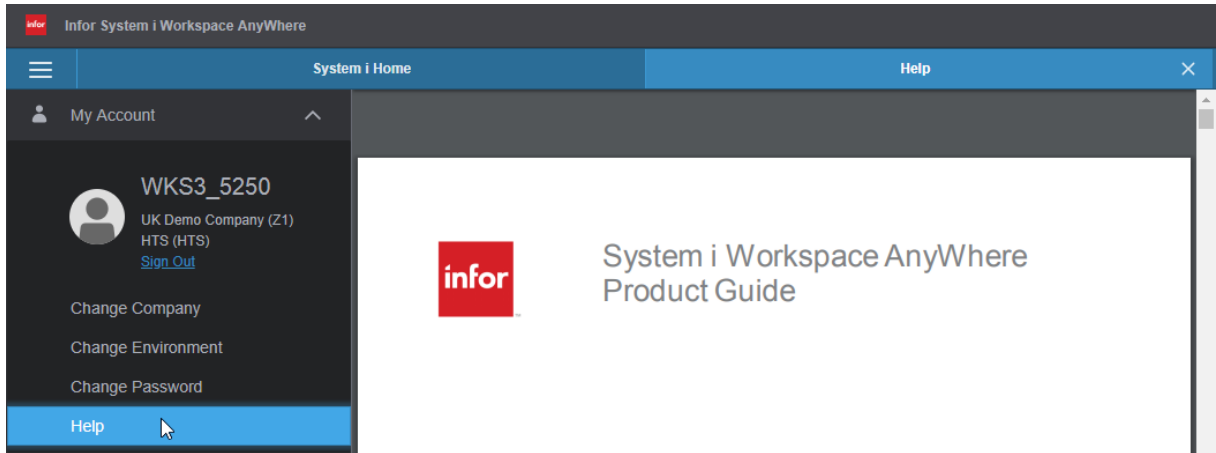 infor Infor System i Workspace AnyWhere
System i Home Help
My Account
WKS3_5250
UK Demo Company (Z1)
HTS (HTS)
Sign Out
Change Company
Change Environment
Change Password
Help
infor
System i Workspace AnyWhere
Product Guide